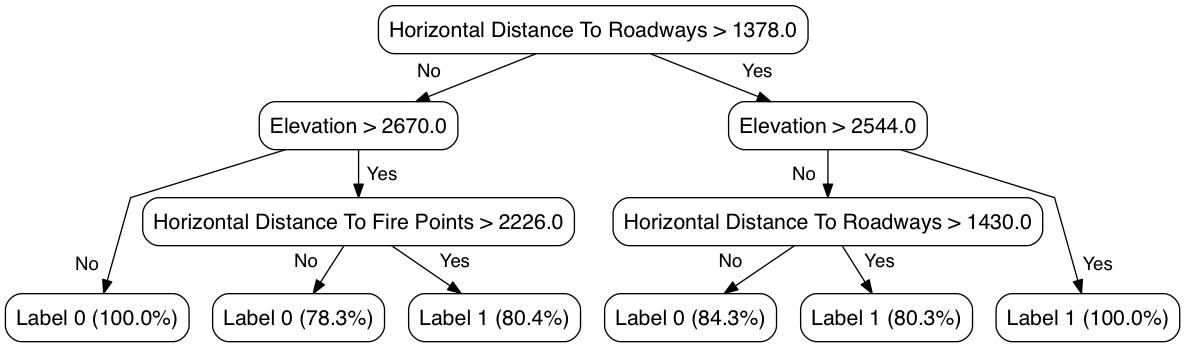 Horizontal Distance To Roadways > 1378.0
No
Yes
Elevation > 2670.0
Elevation > 2544.0
Yes
No
Horizontal Distance To Fire Points > 2226.0
Horizontal Distance To Roadways > 1430.0
No
No
Yes
No
Yes
Yes
Label 0 (100.0%)
Label 0 (78.3%)
Label 1 (80.4%)
Label 0 (84.3%)
Label 1 (80.3%)
Label 1 (100.0%)